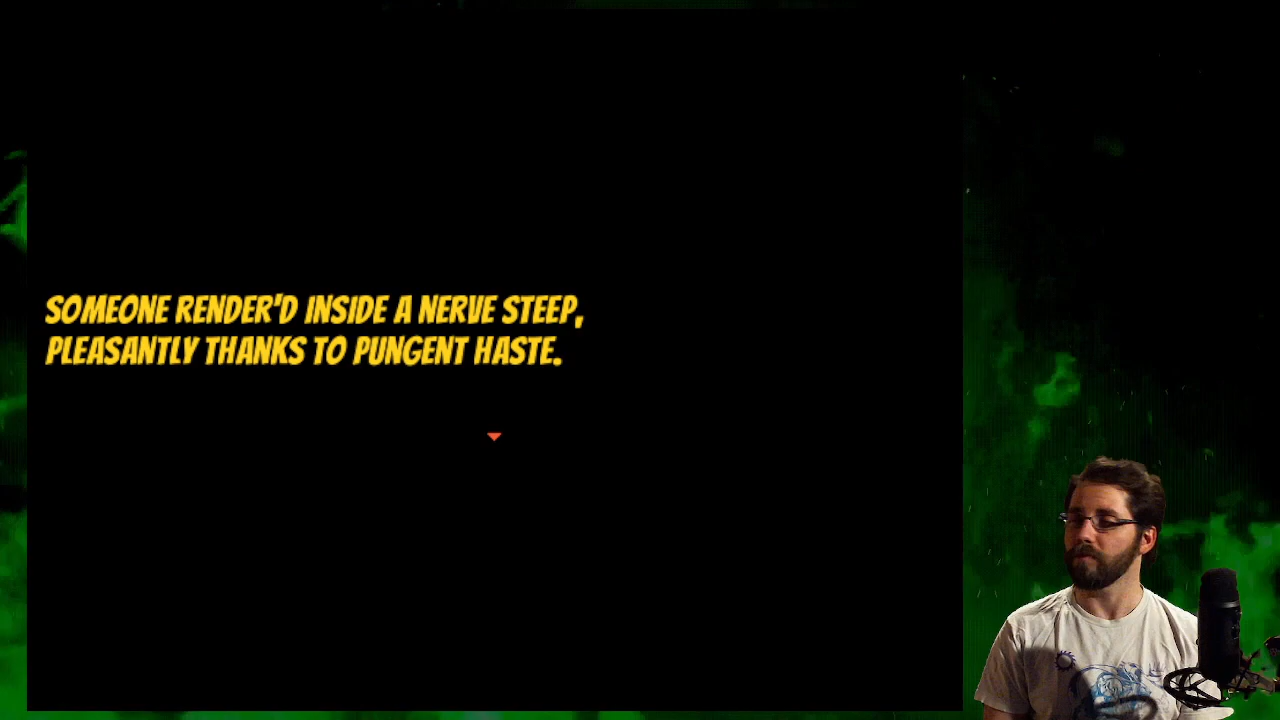 SOMEONE RENDER'D INSIDE A NERVE STEEP,
PLEASANTLY THANKS TO PUNGENT HASTE.